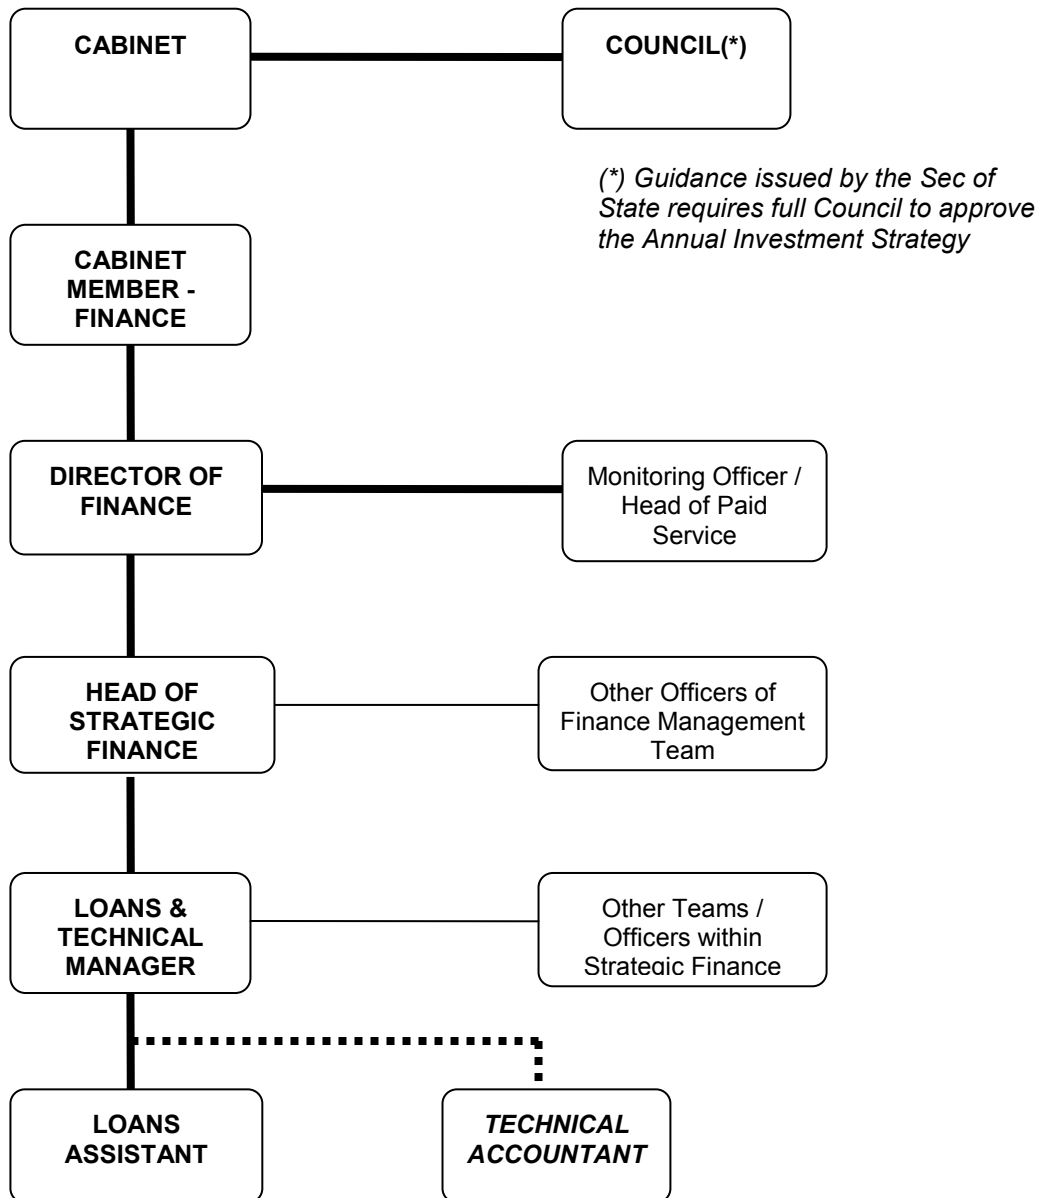 CABINET
COUNCIL(*)
(*) Guidance issued by the Sec of
State requires full Council to approve
the Annual Investment Strategy
CABINET
MEMBER -
FINANCE
DIRECTOR OF
FINANCE
Monitoring Officer /
Head of Paid
Service
HEAD OF
STRATEGIC
FINANCE
Other Officers of
Finance Management
Team
LOANS &
TECHNICAL
MANAGER
Other Teams /
Officers within
Strategic Finance
LOANS
ASSISTANT
TECHNICAL
ACCOUNTANT